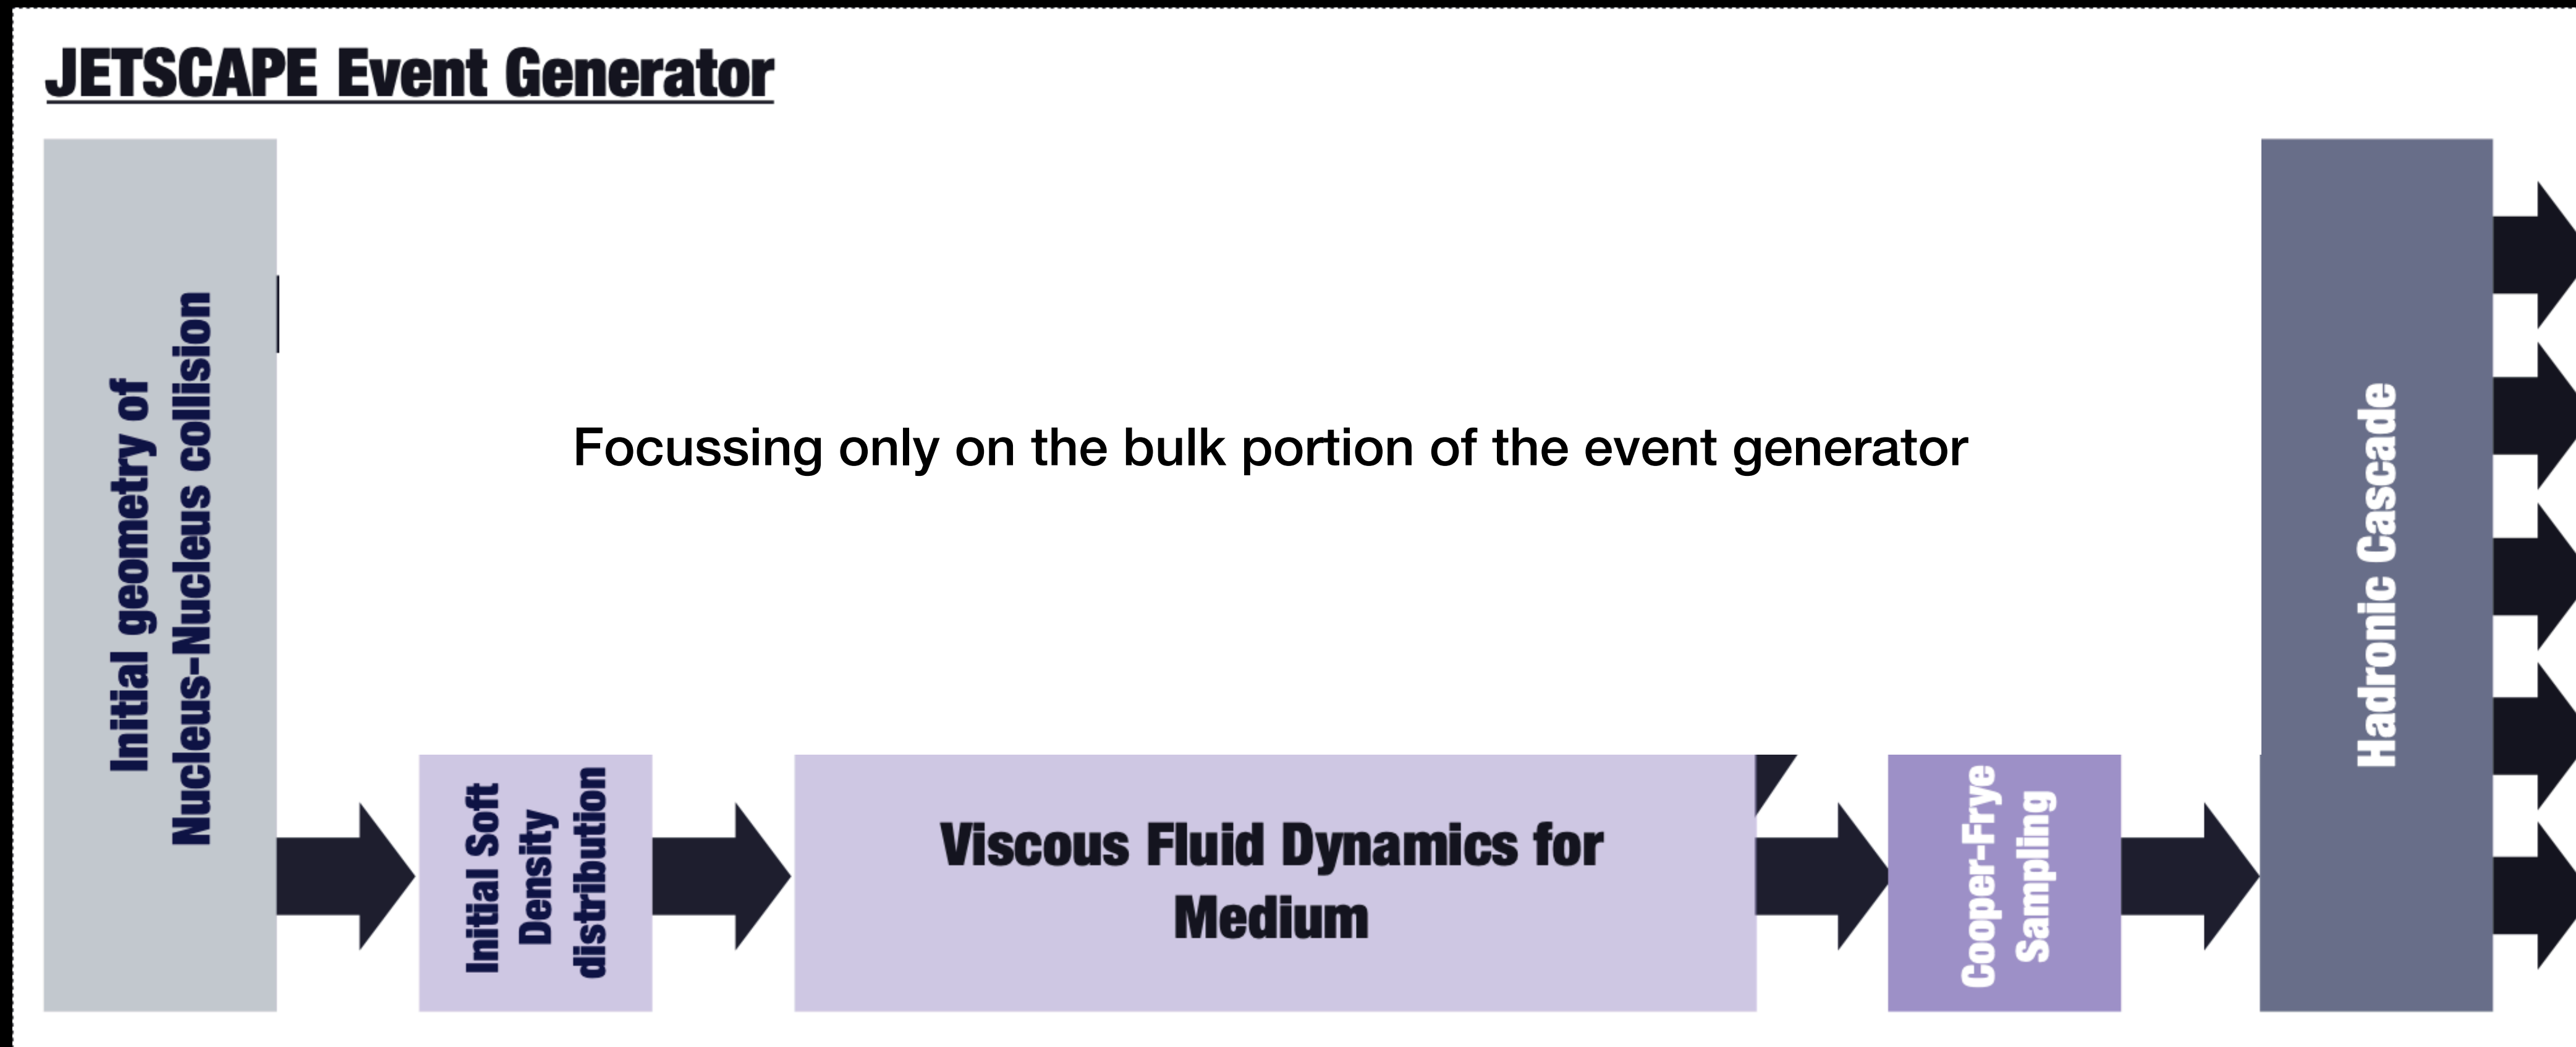 JETSCAPE Event Generator
Initial geometry of
Nucleus-Nucleus collision
Focussing only on the bulk portion of the event generator
Initial Soft
Density
distribution
Viscous Fluid Dynamics for
Medium
Cooper-Frye
Sampling
Hadronic Cascade